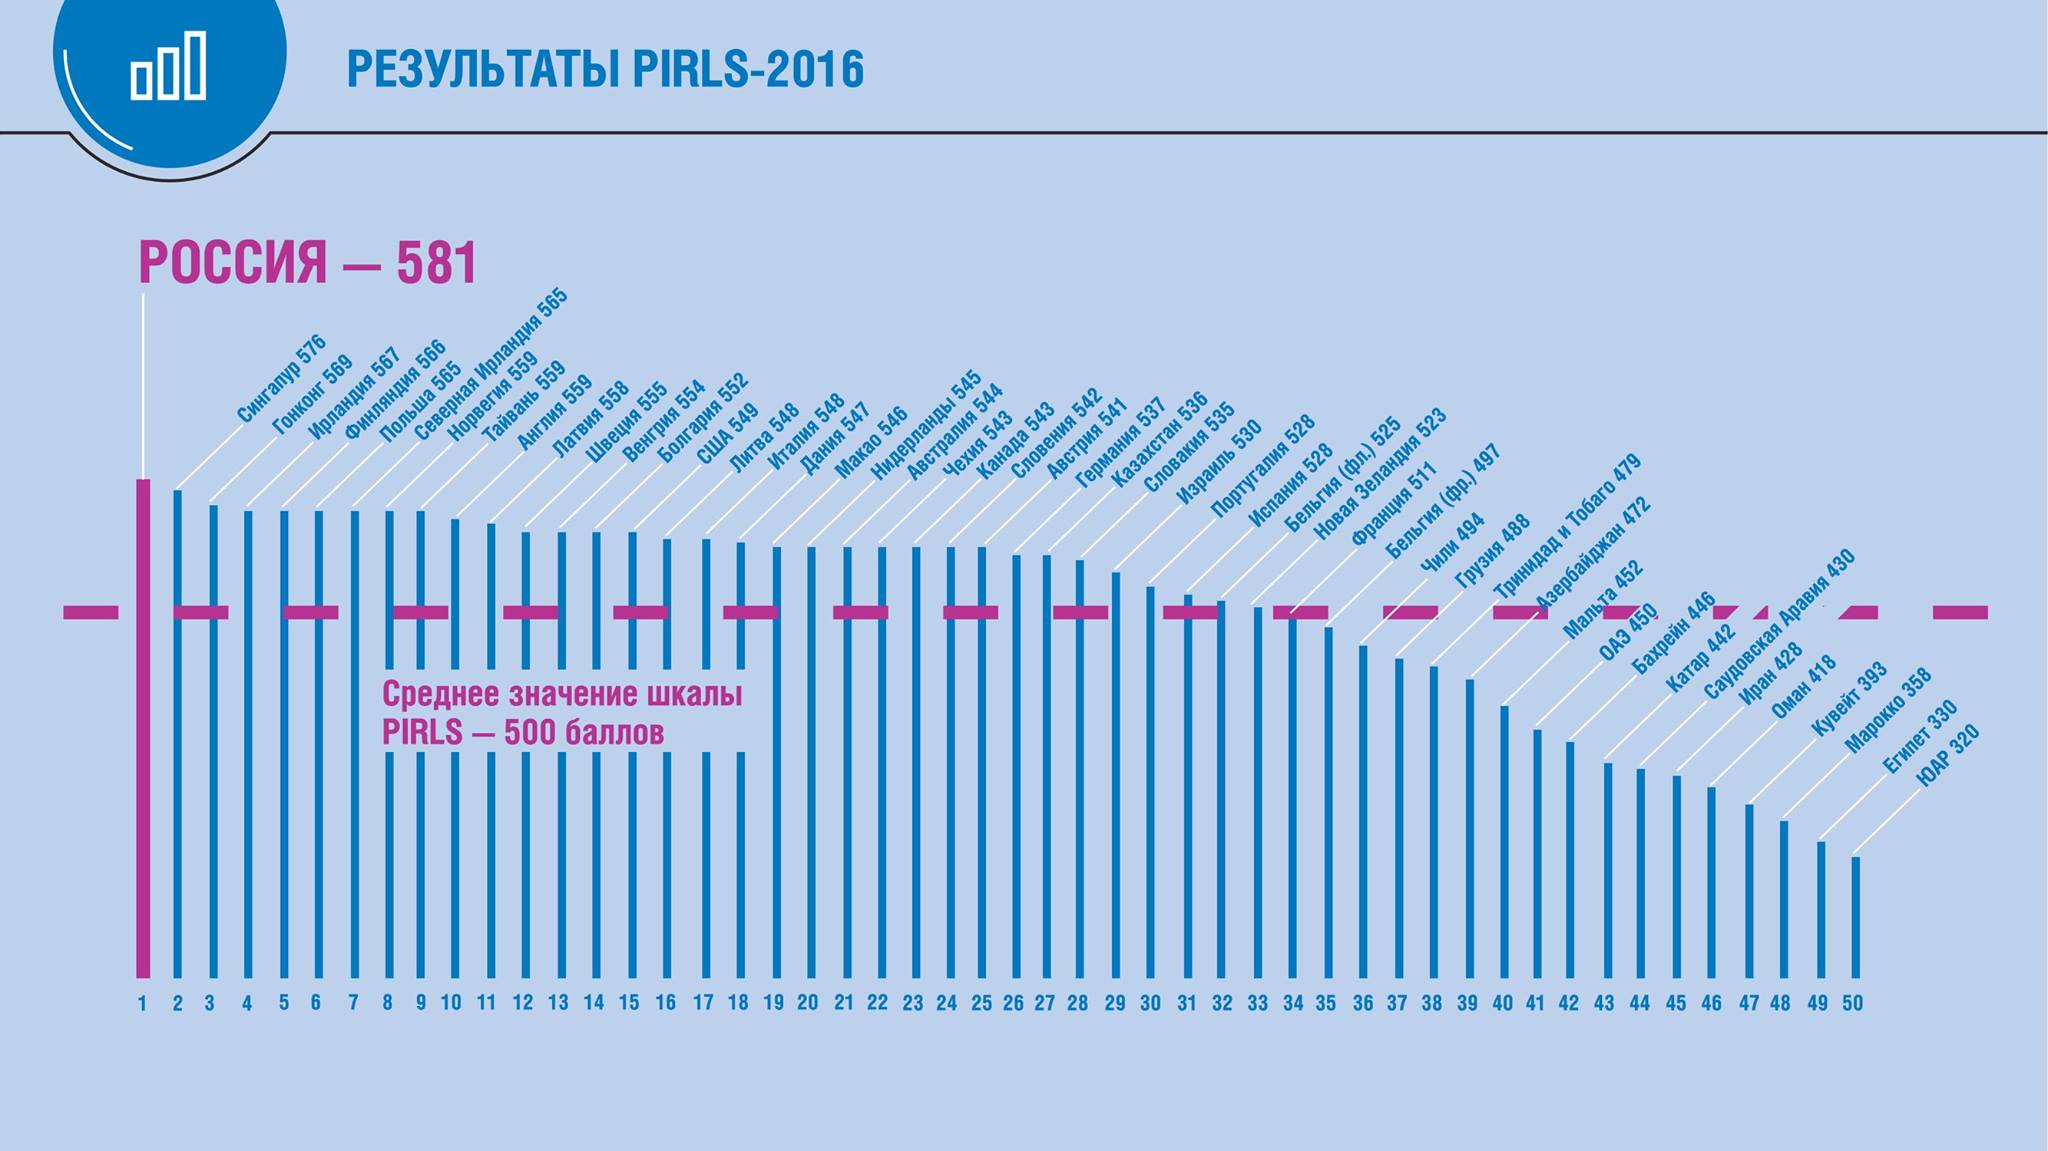 РЕЗУЛЬТАТЫ PIRLS-2016
РОССИЯ — 581
Сингапур 576
Гонконг 569
Ирландия 567
Финляндия 566
Польша 565
Северная Ирландия 565
Норвегия 559
Тайвань 559
Англия 559
Латвия 558
Швеция 555
Венгрия 554
Болгария 552
США 549
Литва 548
Италия 548
Дания 547
Макао 546
Нидерланды 545
Австралия 544
Чехия 543
Канада 543
Словения 542
Австрия 541
Германия 537
Казахстан 536
Словакия 535
Израиль 530
Португалия 528
Испания 528
Бельгия (фл.) 525
Новая Зеландия 523
Франция 511
Бельгия (фр.) 497
Чили 494
Грузия 488
Тринидад и Тобаго 479
Азербайджан 472
Мальта 452
ОАЭ 450
Бахрейн 446
Катар 442
Саудовская Аравия 430
Иран 428
Оман 418
Кувейт 393
Марокко 358
Египет 330
ЮАР 320
Среднее значение шкалы
PIRLS — 500 баллов
1 2 3 4 5 6 7 8 9 10 11 12 13 14 15 16 17 18 19 20 21 22 23 24 25 26 27 28 29 30 31 32 33 34 35 36 37 38 39 40 41 42 43 44 45 46 47 48 49 50